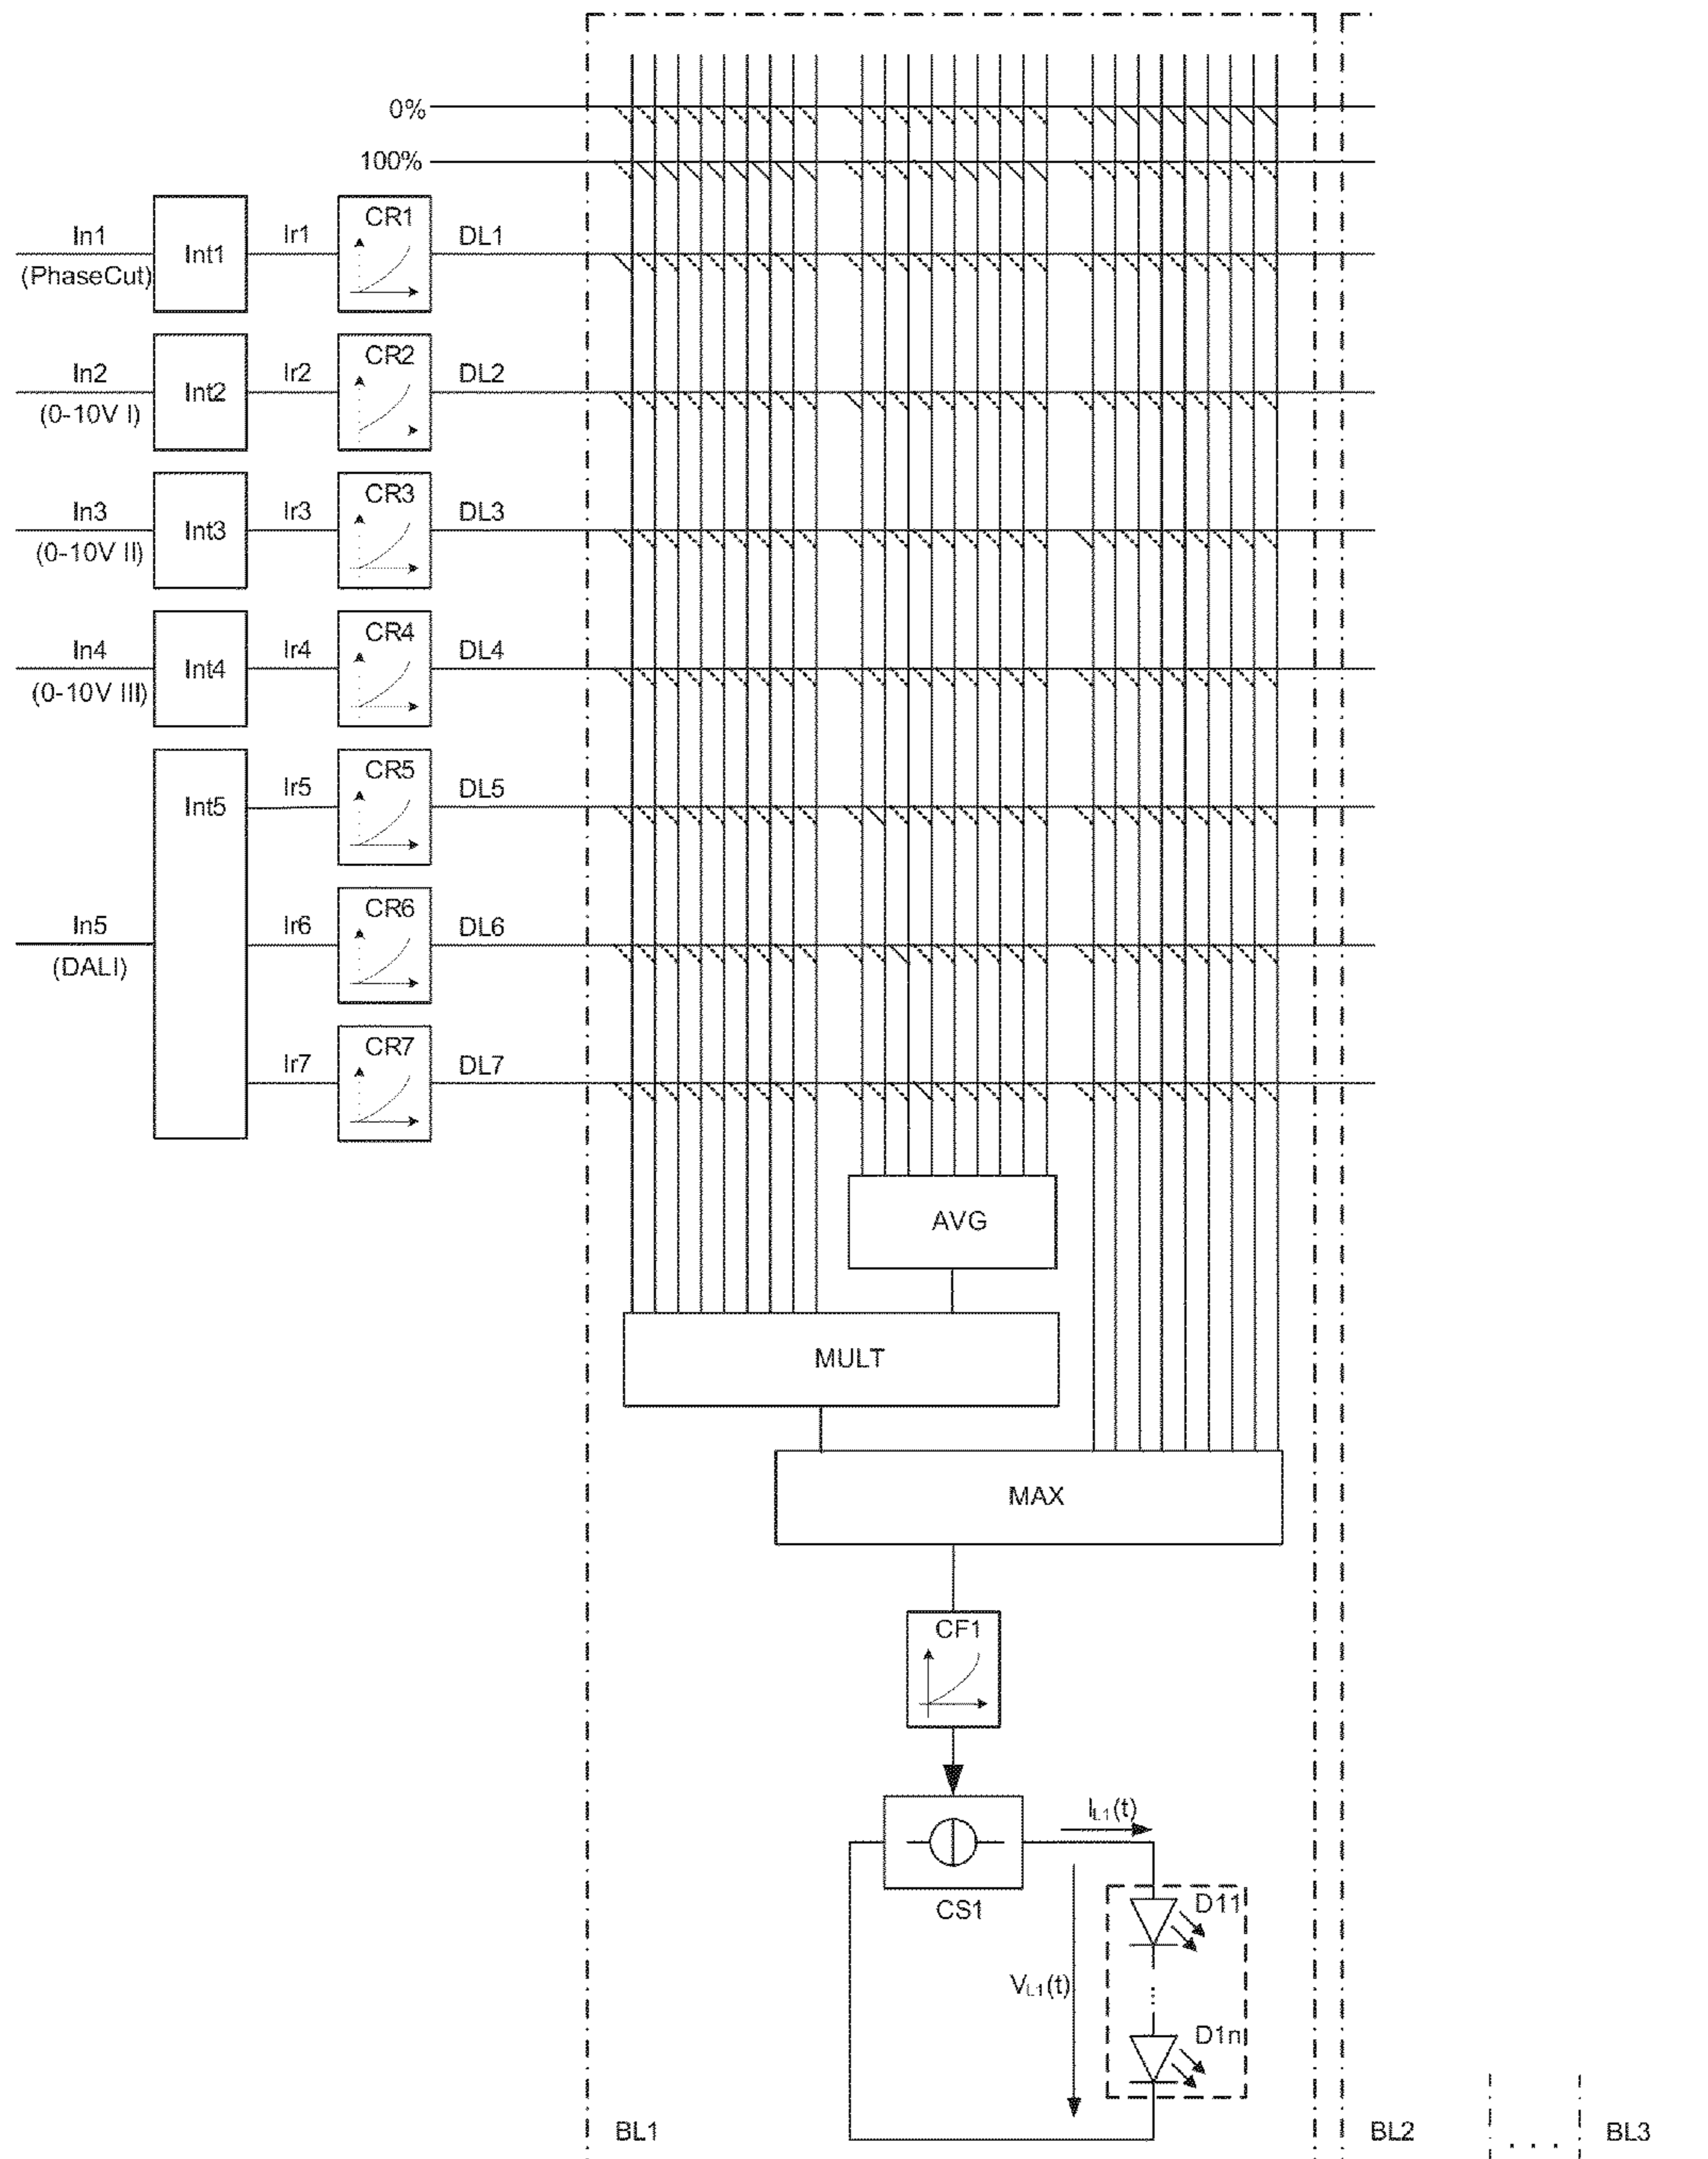 0%
100%
In1
(PhaseCut)
Int1
Ir1
CR1
DL1
In2
(0-10V I)
Int2
Ir2
CR2
DL2
In3
(0-10V II)
Int3
Ir3
CR3
DL3
In4
(0-10V III)
Int4
Ir4
CR4
DL4
Int5
Ir5
CR5
DL5
In5
(DALI)
Ir6
CR6
DL6
Ir7
CR7
DL7
AVG
MULT
MAX
CF1
IL1(t)
CS1
D11
VL1(t)
...
D1n
BL1
BL2
...
BL3